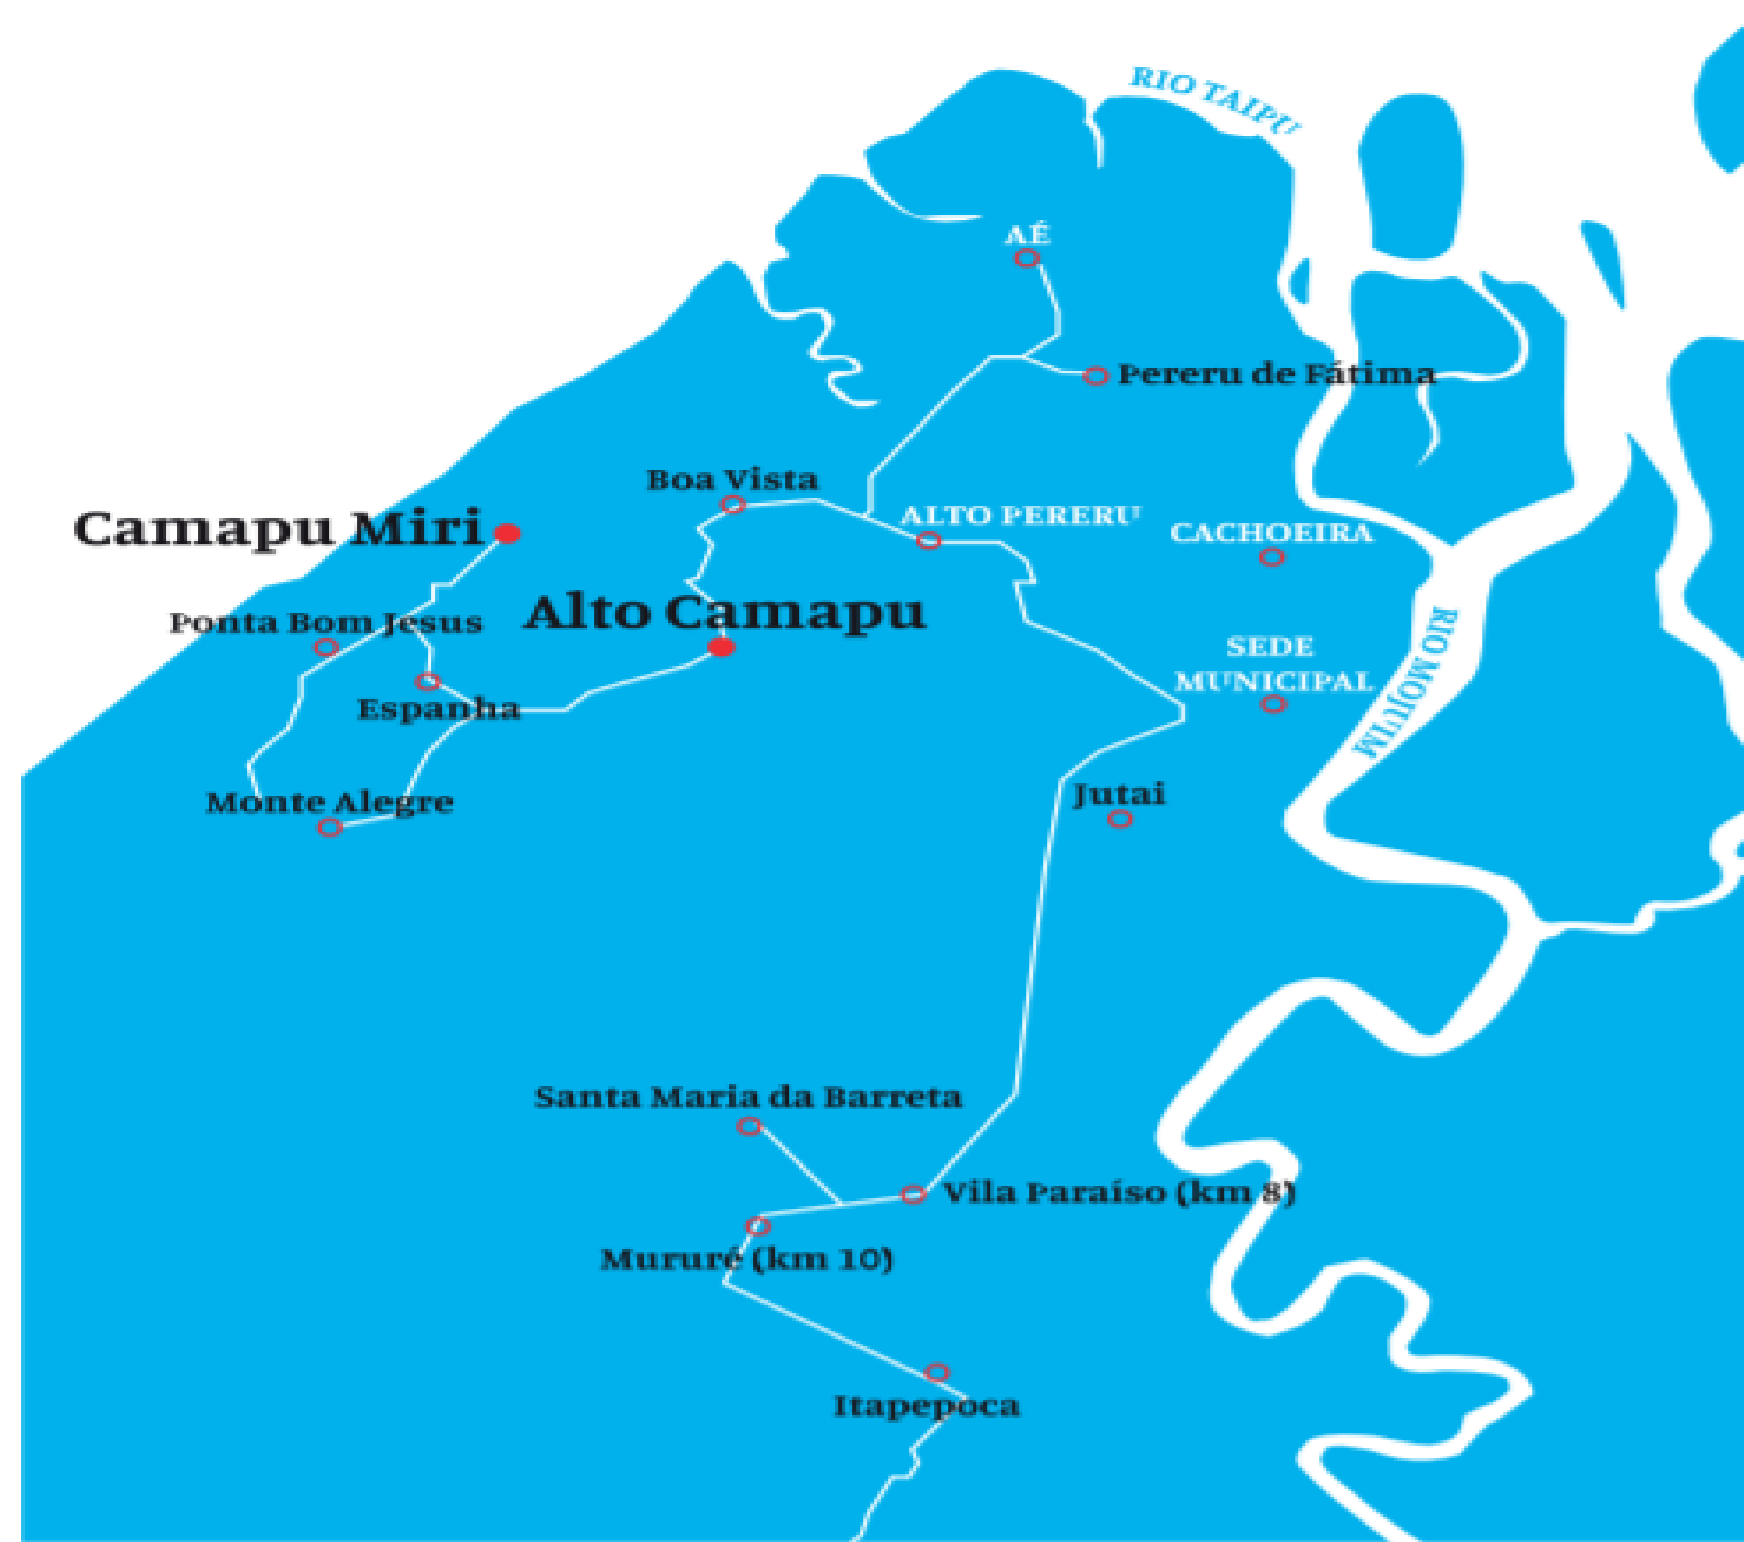 RIO TAIPU
AÉ
Pereru de Fátima
Boa Vista
ALTO PERERU
Camapu Miri
CACHOEIRA
Alto Camapu
Ponta Bom Jesus
SEDE
MUNICIPAL
RIO MOJUIM
Espanha
Jutai
Monte Alegre
Santa Maria da Barreta
Vila Paraíso (km 8)
Mururé (km 10)
Itapepoca